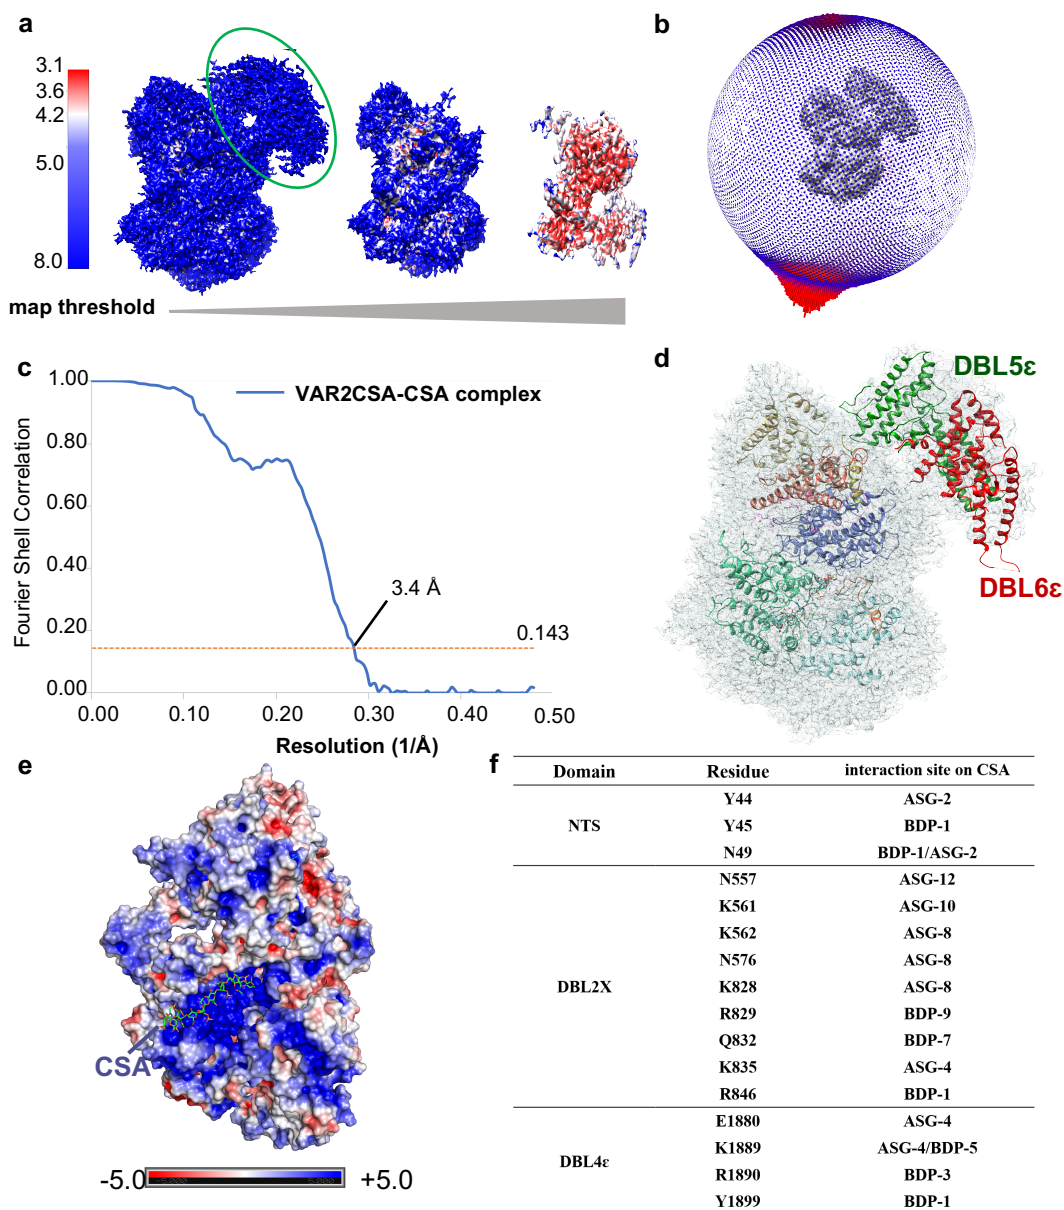 a
3.1
3.6
4.2
5.0
8.0
map threshold
b
c
1.00
0.80
0.60
0.40
0.20
0.00
Fourier Shell Correlation
VAR2CSA-CSA complex
3.4 Å
0.143
0.00
0.10
0.20
0.30
0.40
0.50
Resolution (1/Å)
d
DBL5ε
DBL6ε
e
CSA
-5.0
+5.0
f
Domain Residue interaction site on CSA
Y44 ASG-2
NTS Y45 BDP-1
N49 BDP-1/ASG-2
N557 ASG-12
K561 ASG-10
K562 ASG-8
N576 ASG-8
DBL2X K828 ASG-8
R829 BDP-9
Q832 BDP-7
K835 ASG-4
R846 BDP-1
E1880 ASG-4
DBL4ε K1889 ASG-4/BDP-5
R1890 BDP-3
Y1899 BDP-1